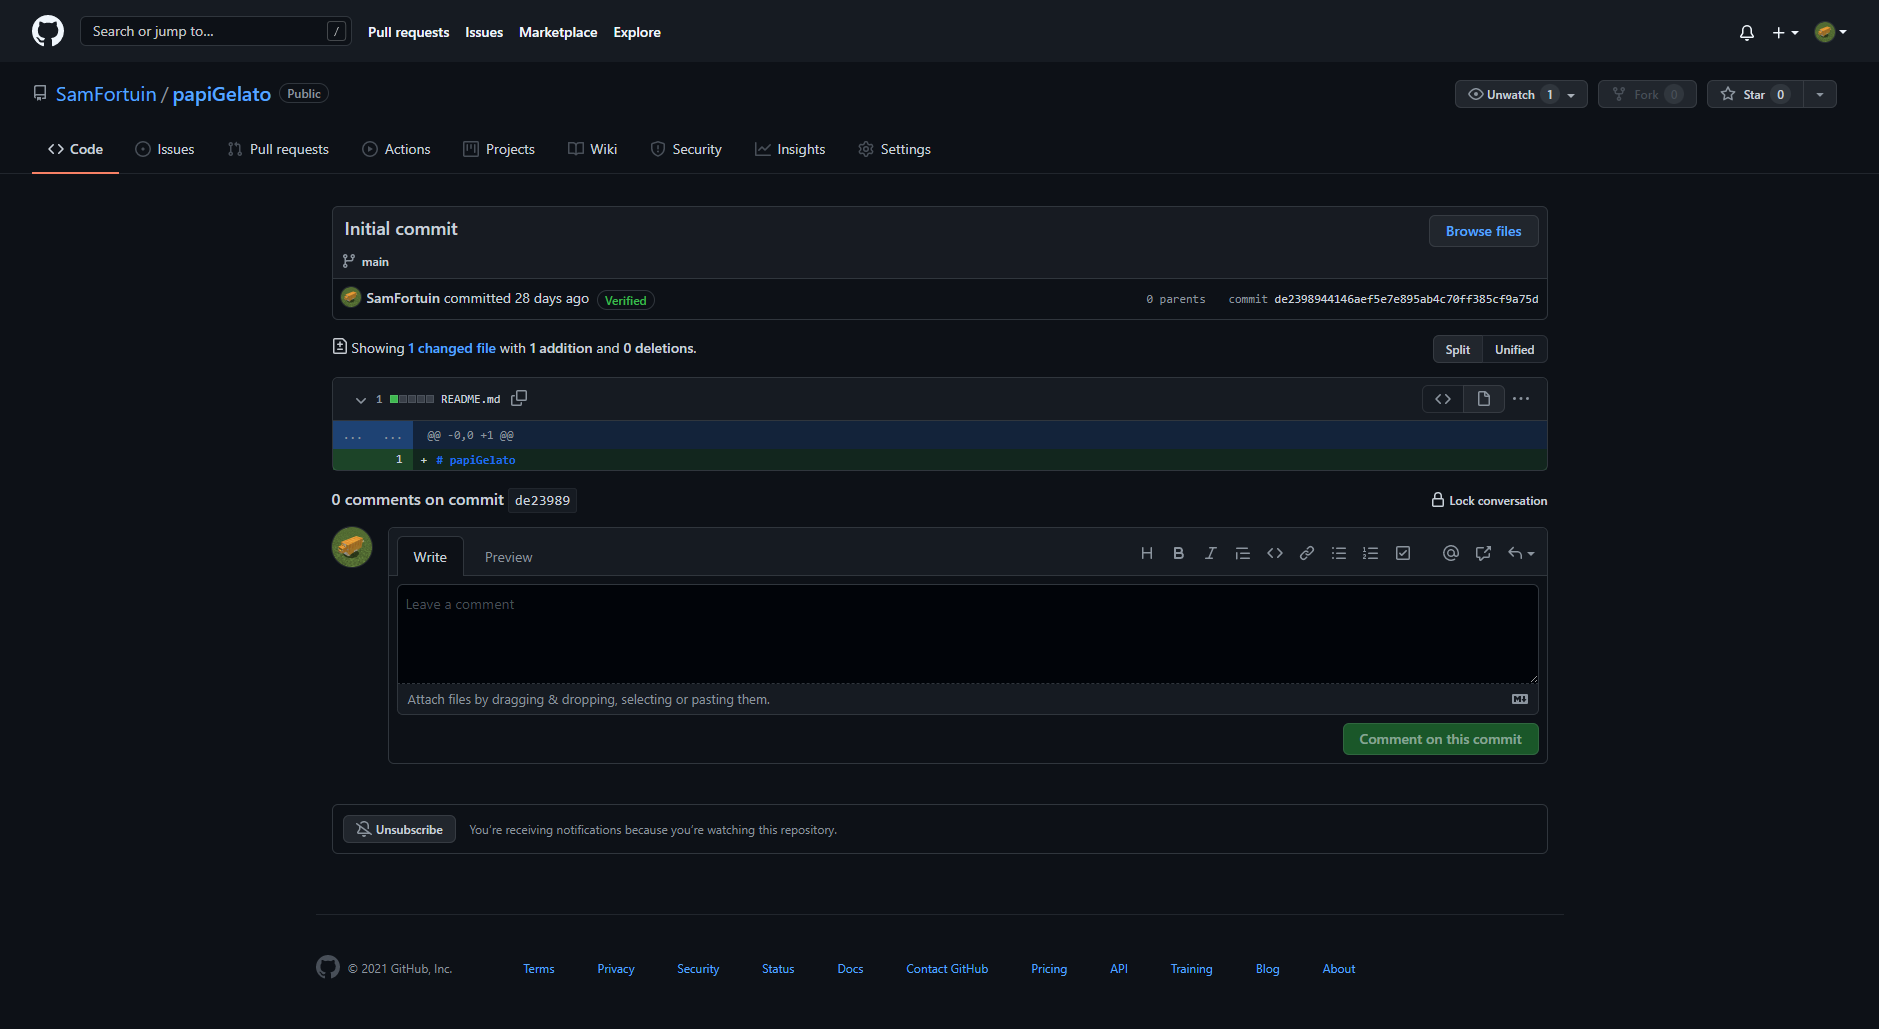 Search or jump to... /
Pull requests Issues Marketplace Explore
SamFortuin / papiGelato Public
Unwatch 1 Fork 0 Star 0
Code Issues Pull requests Actions Projects Wiki Security Insights Settings
Initial commit
Browse files
main
SamFortuin committed 28 days ago Verified
0 parents commit de2398944146aef5e7e895ab4c70ff385cf9a75d
Showing 1 changed file with 1 addition and 0 deletions.
Split Unified
1 README.md
... ... @@ -0,0 +1 @@
1 + # papiGelato
0 comments on commit de23989
Lock conversation
Write Preview
Leave a comment
Attach files by dragging & dropping, selecting or pasting them.
Comment on this commit
Unsubscribe You're receiving notifications because you're watching this repository.
© 2021 GitHub, Inc. Terms Privacy Security Status Docs Contact GitHub Pricing API Training Blog About